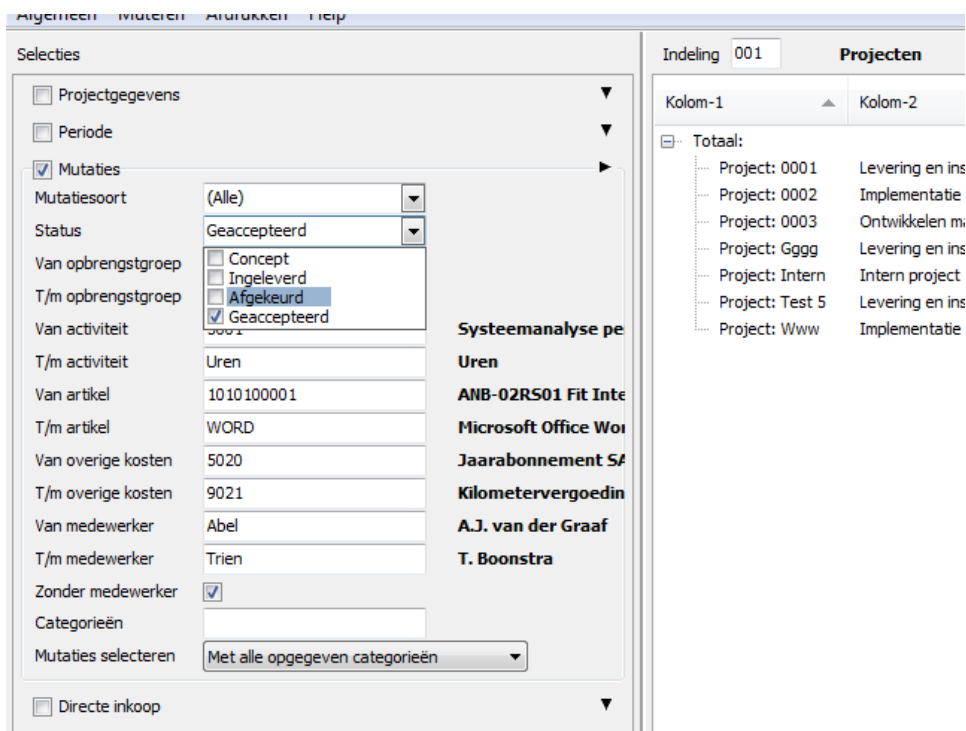 Algemeen Muteren Afdrukken Help
Selecties
Projectgegevens
Periode
Mutaties
Mutatiesoort (Alle)
Status Geaccepteerd
Concept
Van opbrengstgroep
Ingeleverd
Afgekeurd
T/m opbrengstgroep
Geaccepteerd
Van activiteit Systeemanalyse pe
T/m activiteit Uren Uren
Van artikel 1010100001 ANB-02RS01 Fit Inte
T/m artikel WORD Microsoft Office Wor
Van overige kosten 5020 Jaarabonnement SA
T/m overige kosten 9021 Kilometervergoedin
Van medewerker Abel A.J. van der Graaf
T/m medewerker Trien T. Boonstra
Zonder medewerker
Categorieën
Mutaties selecteren Met alle opgegeven categorieën
Directe inkoop
Indeling 001 Projecten
Kolom-1 Kolom-2
Totaal:
Project: 0001 Levering en ins
Project: 0002 Implementatie
Project: 0003 Ontwikkelen ma
Project: Gggg Levering en ins
Project: Intern Intern project
Project: Test 5 Levering en ins
Project: Www Implementatie